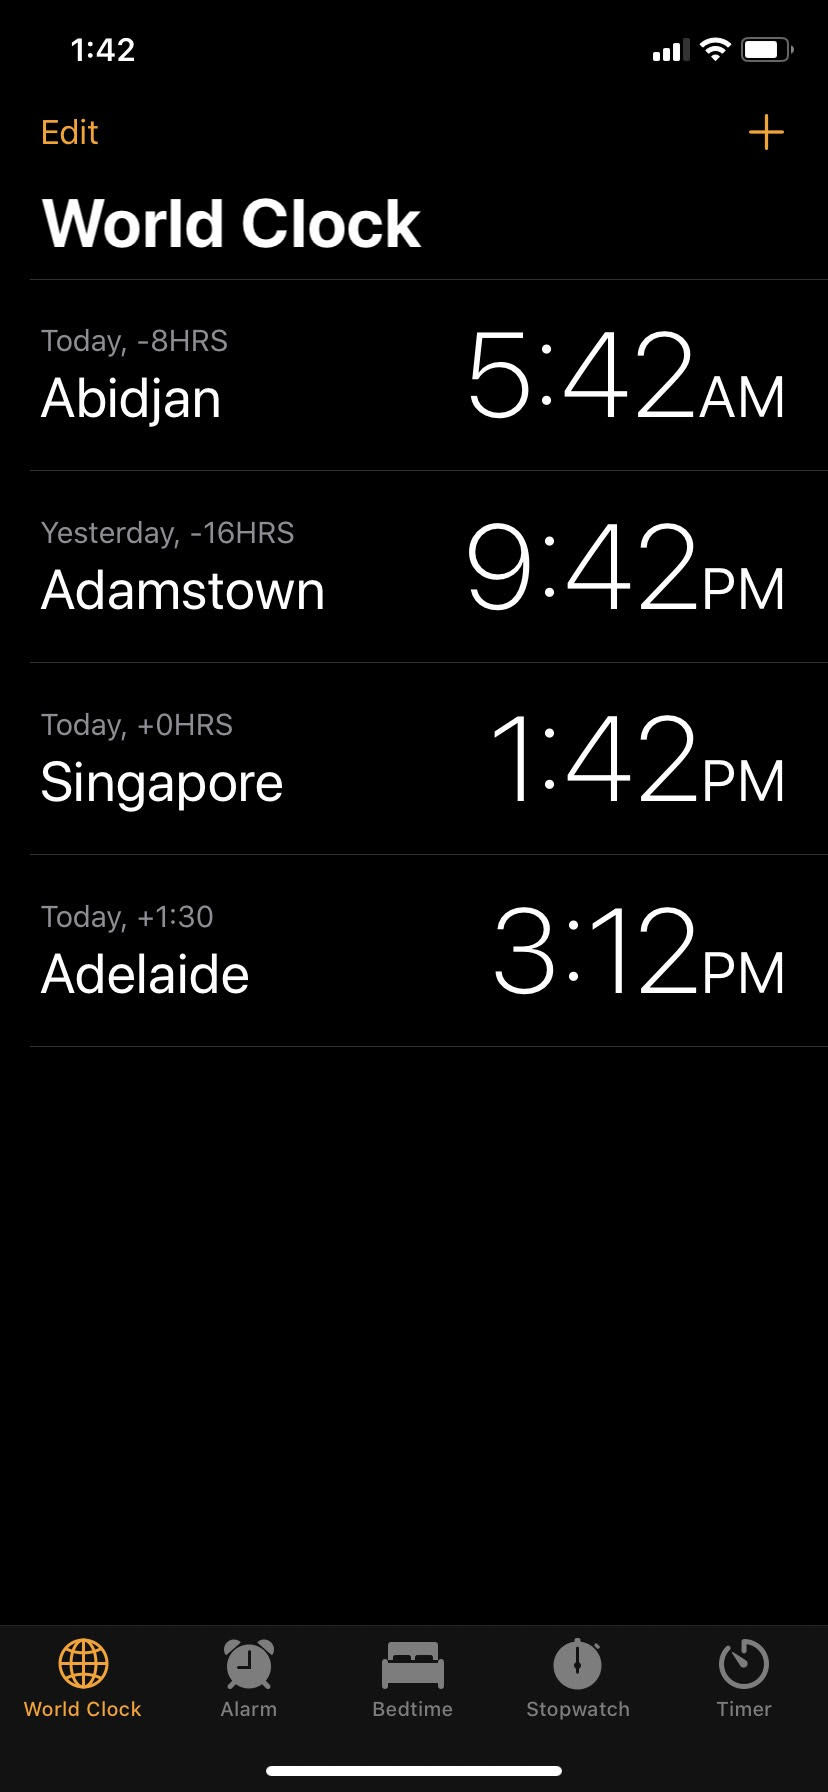 1:42
Edit
World Clock
Today, -8HRS
Abidjan
5:42AM
Yesterday, -16HRS
Adamstown
9:42PM
Today, +0HRS
Singapore
1:42PM
Today, +1:30
Adelaide
3:12PM
World Clock
Alarm
Bedtime
Stopwatch
Timer